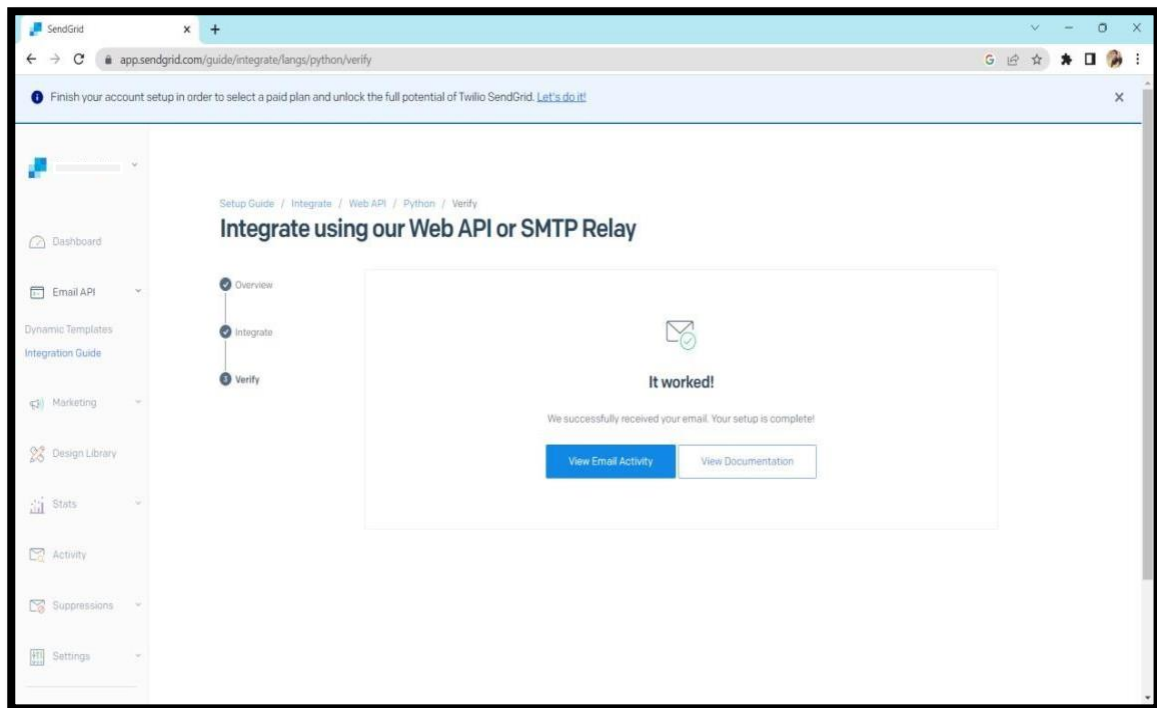 SendGrid
app.sendgrid.com/guide/integrate/langs/python/verify
Finish your account setup in order to select a paid plan and unlock the full potential of Twilio SendGrid. Let's do it!
Setup Guide / Integrate / Web API / Python / Verify
Integrate using our Web API or SMTP Relay
Dashboard
Email API
Dynamic Templates
Integration Guide
Marketing
Design Library
Stats
Activity
Suppressions
Settings
Overview
Integrate
3 Verify
It worked!
We successfully received your email. Your setup is complete!
View Email Activity
View Documentation